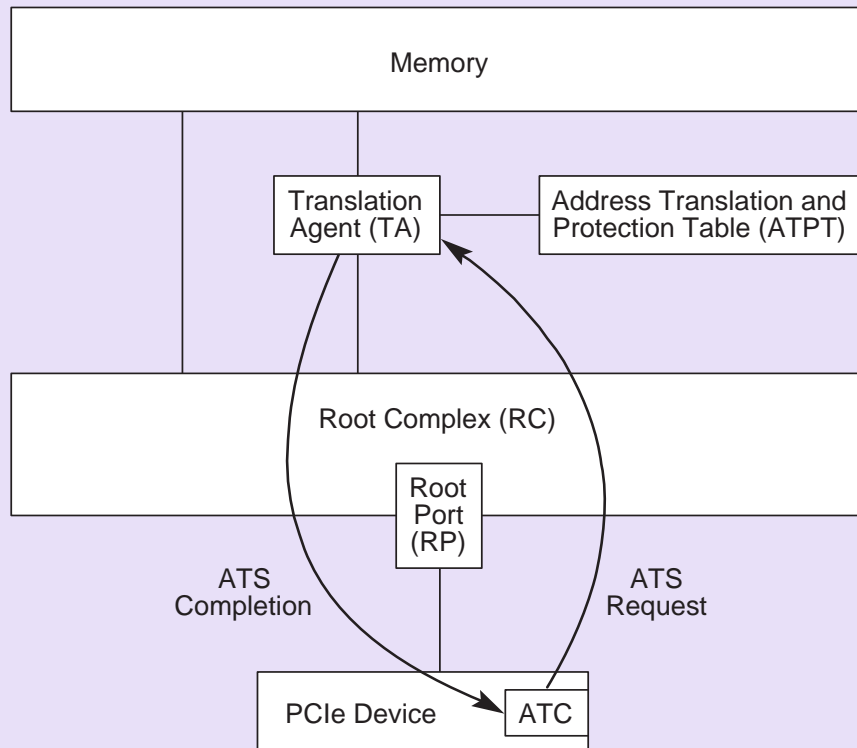 Memory
Translation
Agent (TA)
Address Translation and
Protection Table (ATPT)
Root Complex (RC)
Root
Port
(RP)
ATS
Completion
ATS
Request
PCIe Device
ATC